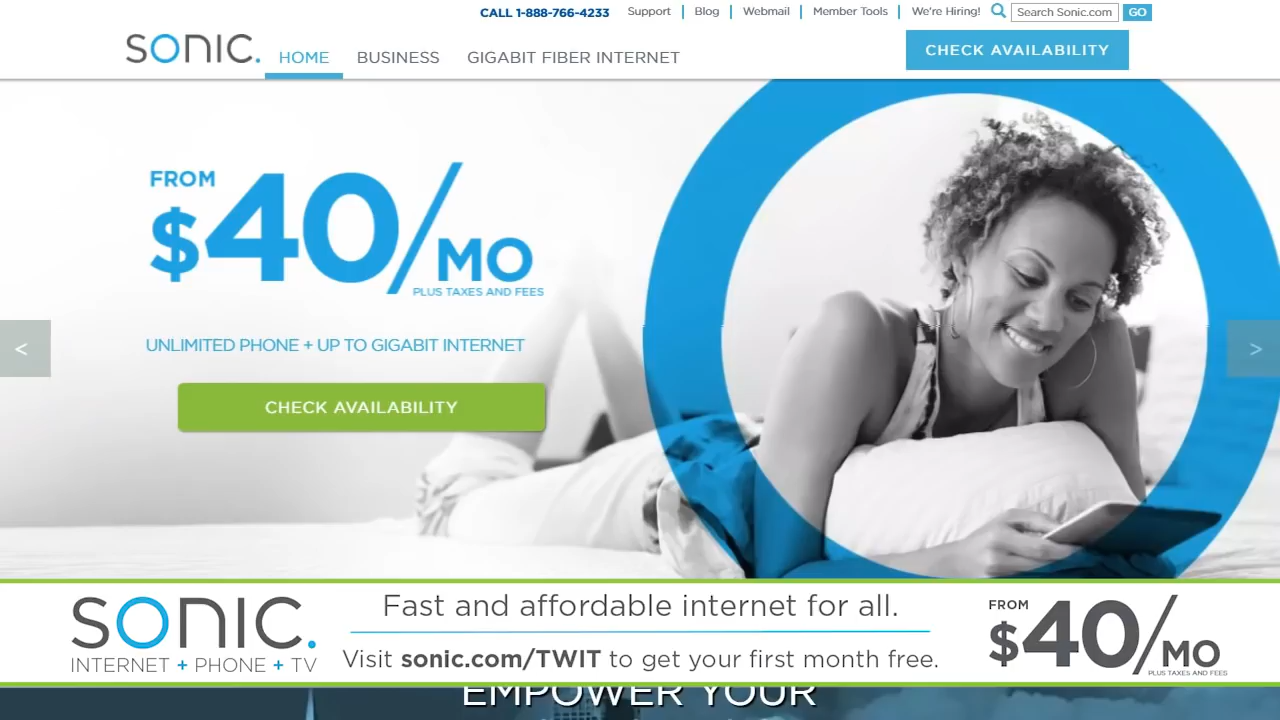 CALL 1-888-766-4233 Support Blog Webmail Member Tools We're Hiring! Search Sonic.com GO
SONIC. HOME BUSINESS GIGABIT FIBER INTERNET CHECK AVAILABILITY
FROM
$40/MO
PLUS TAXES AND FEES
< >
UNLIMITED PHONE + UP TO GIGABIT INTERNET
CHECK AVAILABILITY
SONIC.
INTERNET + PHONE + TV
Fast and affordable internet for all.
Visit sonic.com/TWIT to get your first month free.
FROM
$40/MO
PLUS TAXES AND FEES
EMPOWER YOUR